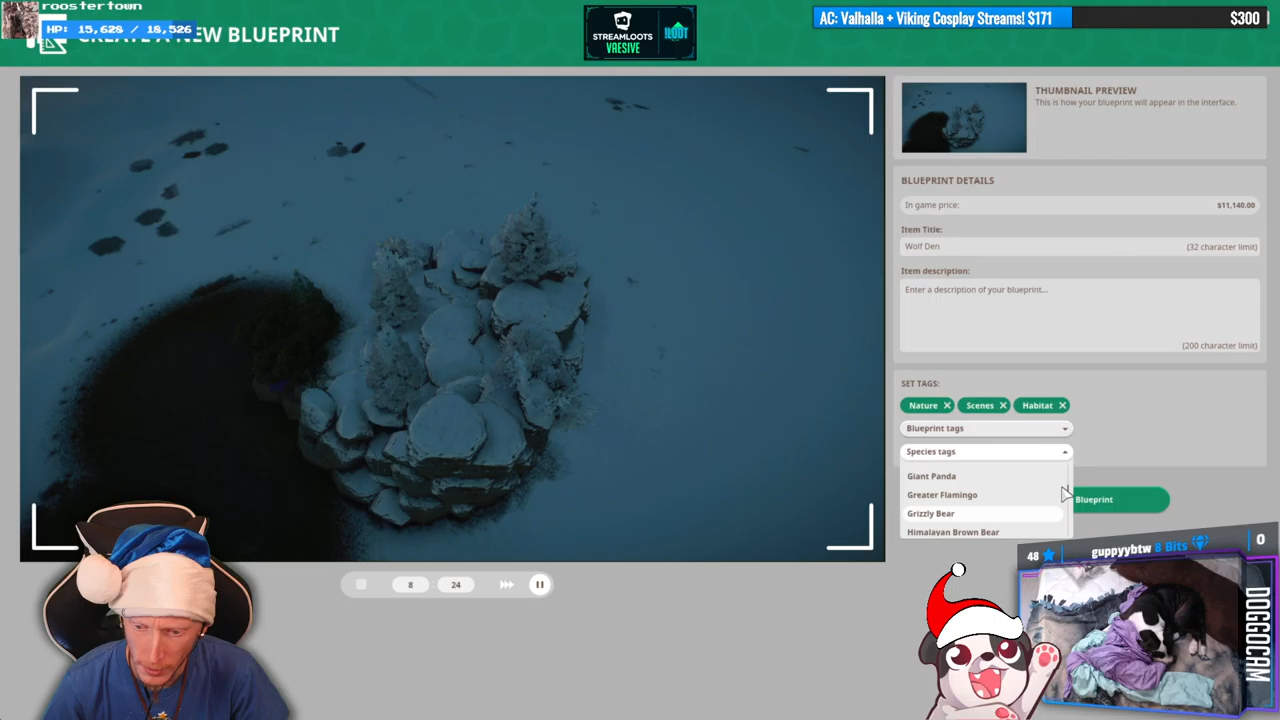 roostertown
HP: 15,628 / 18,526
CREATE A NEW BLUEPRINT
STREAMLOOTS
VAESIVE
LOOT
AC: Valhalla + Viking Cosplay Streams! $171
$300
THUMBNAIL PREVIEW
This is how your blueprint will appear in the interface.
BLUEPRINT DETAILS
In game price:
$11,140.00
Item Title:
Wolf Den
(32 character limit)
Item description:
Enter a description of your blueprint...
(200 character limit)
SET TAGS:
Nature
Scenes
Habitat
Blueprint tags
Species tags
Giant Panda
Greater Flamingo
Grizzly Bear
Himalayan Brown Bear
Blueprint
8
24
48
guppyybtw 8 Bits
0
DOGGOCAM